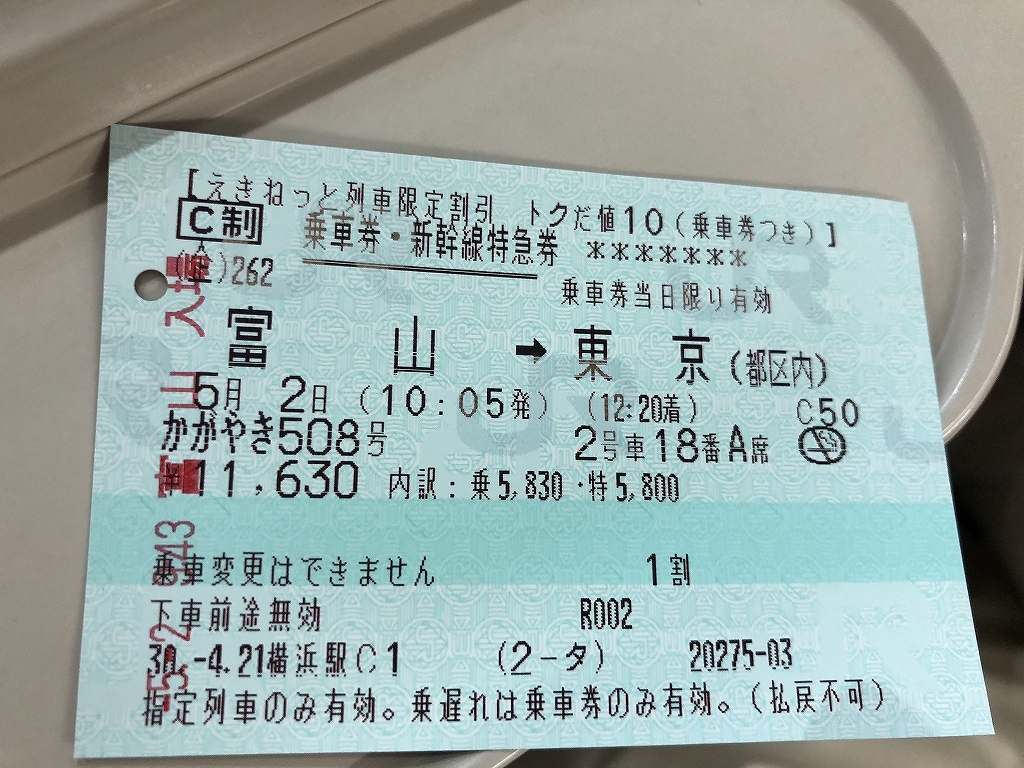 【えきねっと列車限定割引 トクだ値10(乗車券つき)】
C制 乗車券・新幹線特急券 *******
262
乗車券当日限り有効
富山➡東京(都区内)
5月 2日 (10:05発) (12:20着) C50
かがやき508号 2号車18番A席
¥11,630 内訳:乗5,830・特5,800
乗車変更はできません 1割
下車前途無効 R002
30.-4.21横浜駅C1 (2-タ) 20275-03
指定列車のみ有効。乗遅れは乗車券のみ有効。(払戻不可)
富山 入場